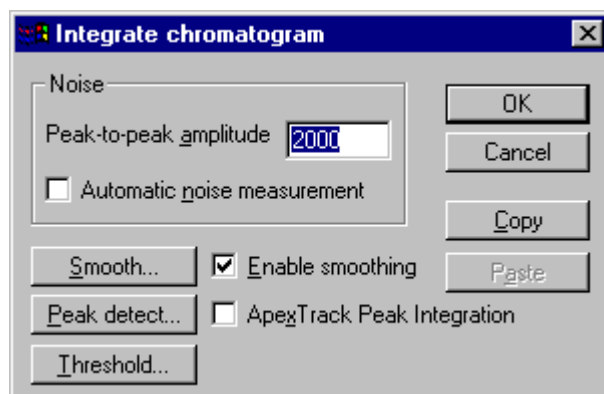 Integrate chromatogram
Noise
Peak-to-peak amplitude 2000
Automatic noise measurement
OK
Cancel
Copy
Paste
Smooth... Enable smoothing
Peak detect... ApexTrack Peak Integration
Threshold...